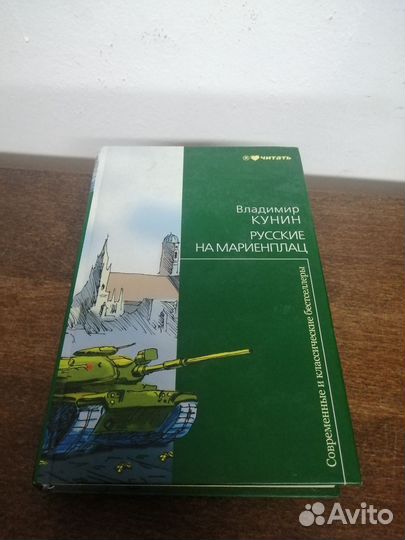 Я ❤ читать
Владимир
КУНИН
РУССКИЕ
НА МАРИЕНПЛАЦ
Современные и классические бестселлеры
Avito